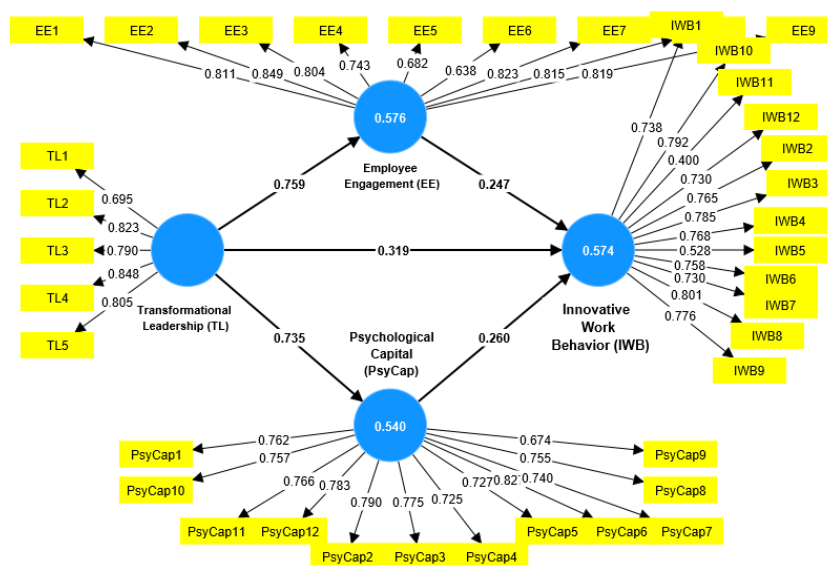 EE1
EE2
EE3
EE4
EE5
EE6
EE7
IWB1
EE9
IWB10
0.811
0.849
0.804
0.743
0.682
0.638
0.823
0.815
0.819
IWB11
0.576
0.738
IWB12
0.792
TL1
Employee
Engagement (EE)
0.400
IWB2
0.730
0.759
0.247
0.765
IWB3
0.695
TL2
0.785
0.823
IWB4
0.768
TL3
0.790
0.319
0.574
0.528
IWB5
0.848
0.758
IWB6
TL4
0.805
0.730
IWB7
Transformational
Leadership (TL)
0.801
Innovative
Work
Behavior (IWB)
0.776
IWB8
TL5
0.735
Psychological
Capital
(PsyCap)
0.260
IWB9
0.540
0.762
0.674
PsyCap1
PsyCap9
0.757
0.755
PsyCap10
0.766
0.783
0.790
0.775
0.725
0.727
0.740
PsyCap8
PsyCap11
PsyCap12
PsyCap5
PsyCap6
PsyCap7
PsyCap2
PsyCap3
PsyCap4